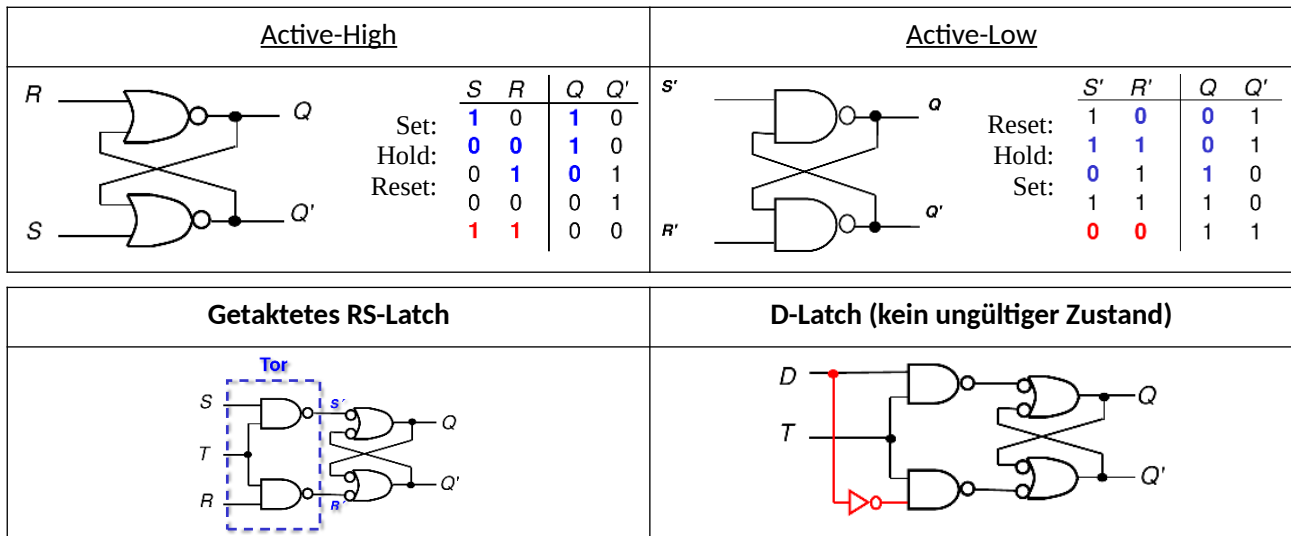 Active-High
Active-Low
R
Q
S
Q'
S R Q Q'
Set: 1 0 1 0
Hold: 0 0 1 0
Reset: 0 1 0 1
0 0 0 1
1 1 0 0
S'
Q
R'
Q'
S' R' Q Q'
Reset: 1 0 0 1
Hold: 1 1 0 1
Set: 0 1 1 0
1 1 1 0
0 0 1 1
Getaktetes RS-Latch
D-Latch (kein ungültiger Zustand)
Tor
S
S´
Q
T
R
R´
Q'
D
Q
T
Q'